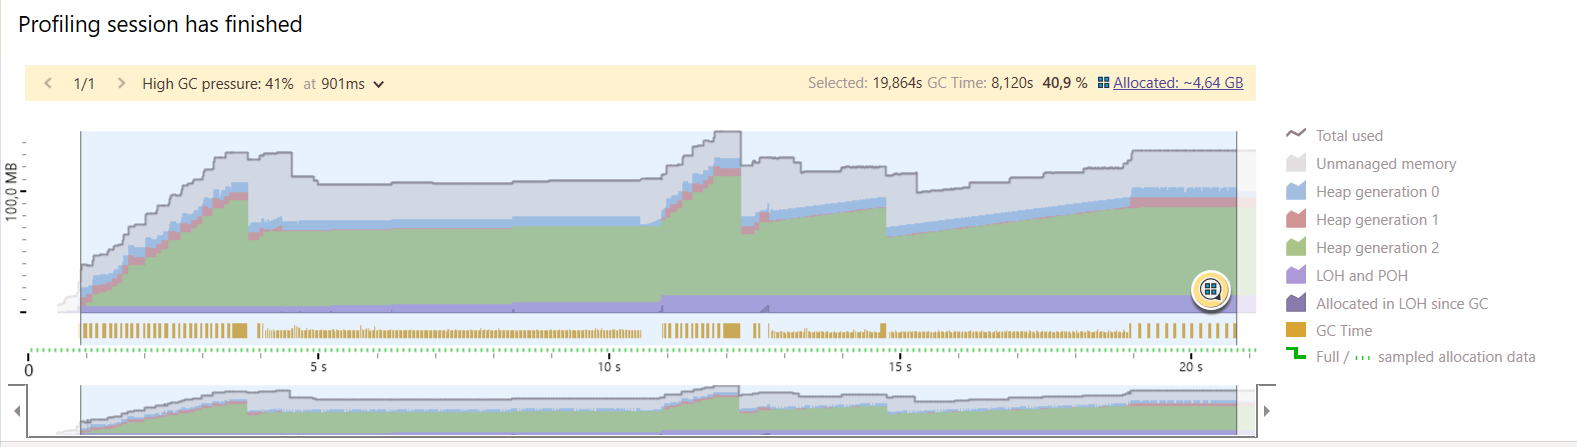 Profiling session has finished
1/1 High GC pressure: 41% at 901ms Selected: 19,864s GC Time: 8,120s 40,9 % Allocated: ~4,64 GB
100,0 MB
Total used
Unmanaged memory
Heap generation 0
Heap generation 1
Heap generation 2
LOH and POH
Allocated in LOH since GC
GC Time
Full / sampled allocation data
0 5 s 10 s 15 s 20 s